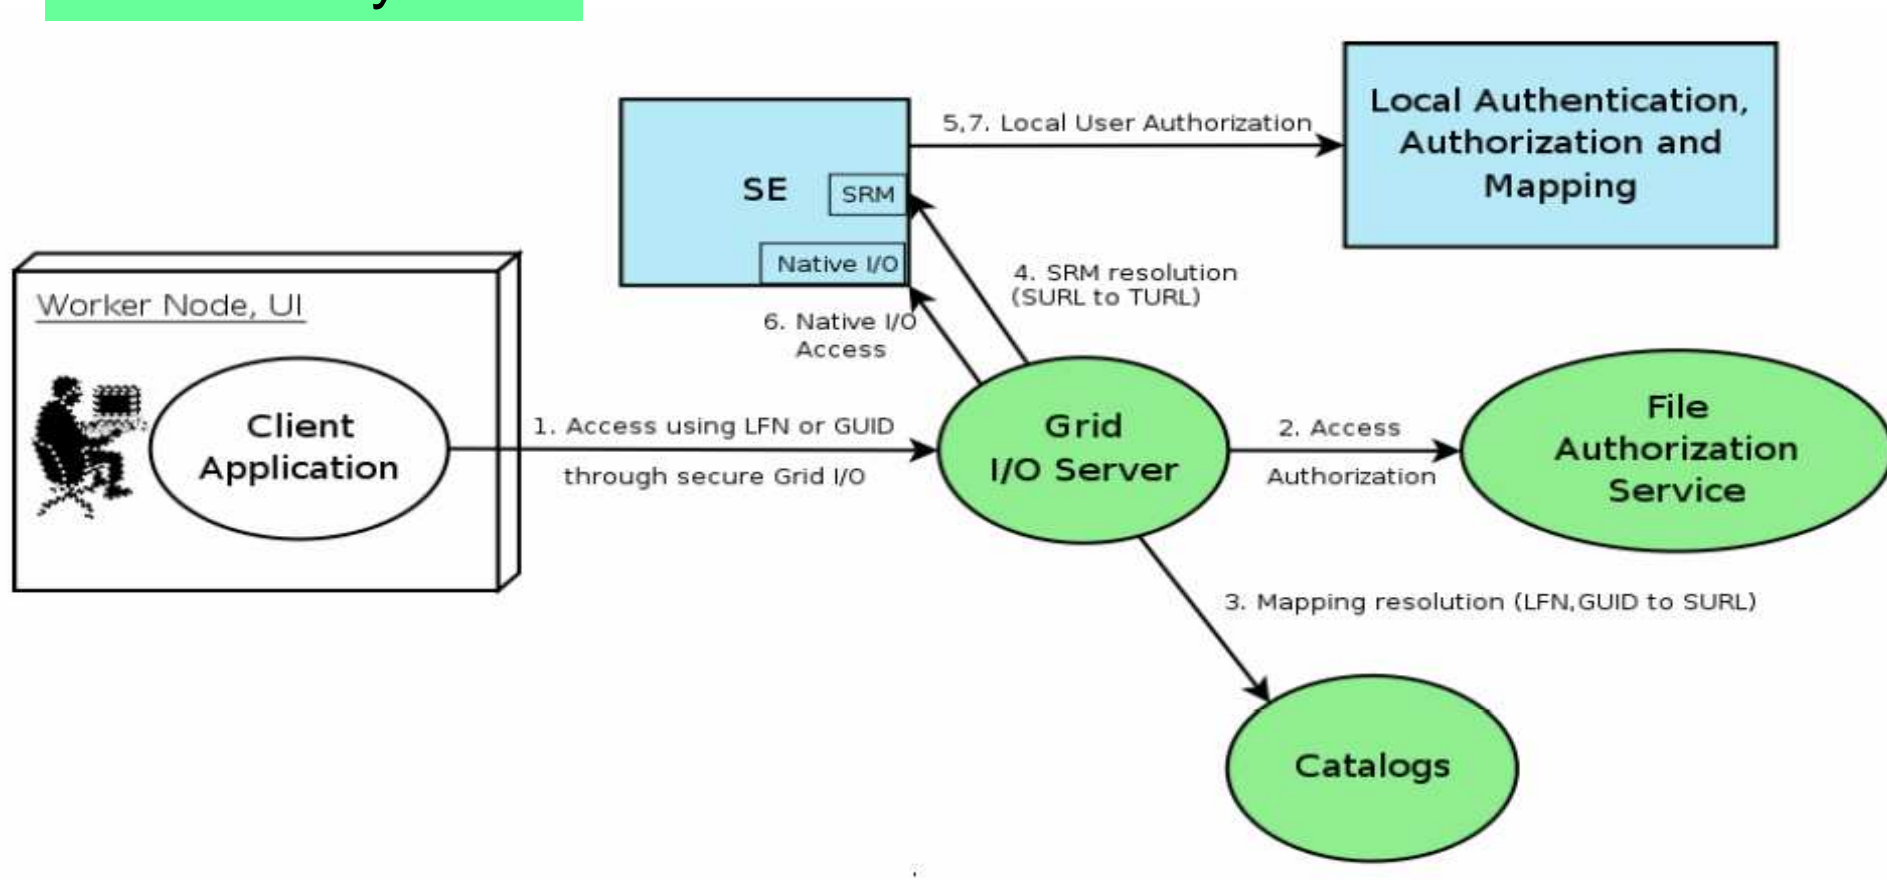 Local Authentication,
Authorization and
Mapping
5,7. Local User Authorization
SE
SRM
Native I/O
4. SRM resolution
(SURL to TURL)
6. Native I/O
Access
Worker Node, UI
Client
Application
1. Access using LFN or GUID
through secure Grid I/O
Grid
I/O Server
2. Access
Authorization
File
Authorization
Service
3. Mapping resolution (LFN,GUID to SURL)
Catalogs